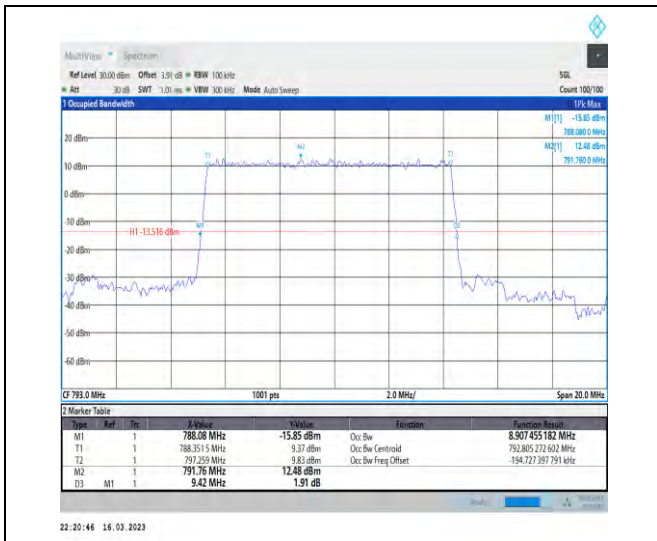 MultiView Spectrum
Ref Level 30.00 dBm Offset 3.91 dB RBW 100 kHz SGL
Att 30 dB SWT 1.01 ms VBW 300 kHz Mode Auto Sweep Count 100/100
1 Occupied Bandwidth 1Pk Max
M1[1] -15.85 dBm
788.080 0 MHz
M2[1] 12.48 dBm
791.760 0 MHz
20 dBm
M2
T1
10 dBm
0 dBm
-10 dBm
M1
D3
H1 -13.516 dBm
-20 dBm
-30 dBm
-40 dBm
-50 dBm
-60 dBm
CF 793.0 MHz 1001 pts 2.0 MHz/ Span 20.0 MHz
2 Marker Table
Type Ref Trc X-Value Y-Value Function Function Result
M1 1 788.08 MHz -15.85 dBm Occ Bw 8.907 455 182 MHz
T1 1 788.351 5 MHz 9.37 dBm Occ Bw Centroid 792.805 272 602 MHz
T2 1 797.259 MHz 9.83 dBm Occ Bw Freq Offset -194.727 397 791 kHz
M2 1 791.76 MHz 12.48 dBm
D3 M1 1 9.42 MHz 1.91 dB
22:20:46 16.03.2023